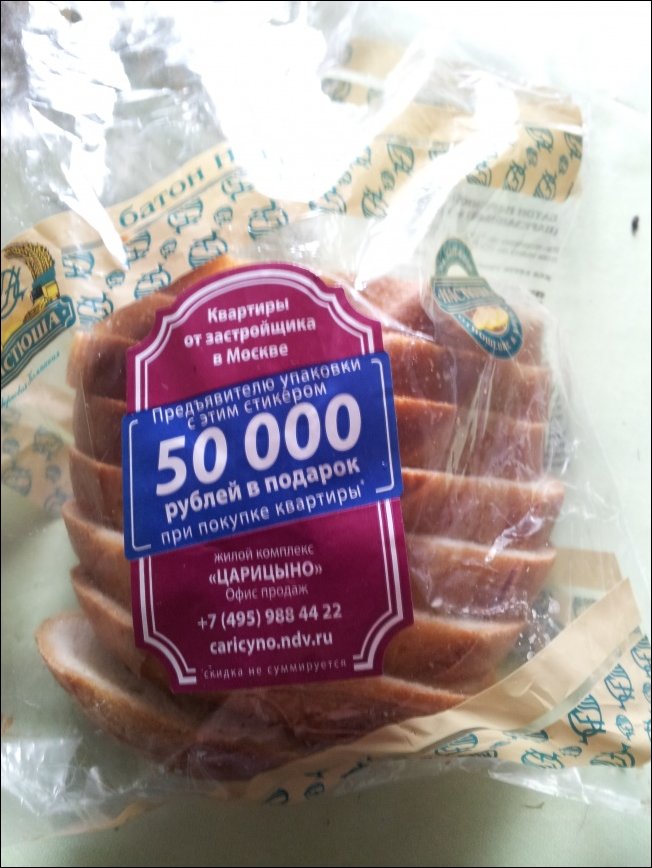 батон
Квартиры
от застройщика
в Москве
Предъявителю упаковки
с этим стикером
50 000
рублей в подарок
при покупке квартиры*
жилой комплекс
«ЦАРИЦЫНО»
Офис продаж
+7 (495) 988 44 22
caricyno.ndv.ru
*скидка не суммируется